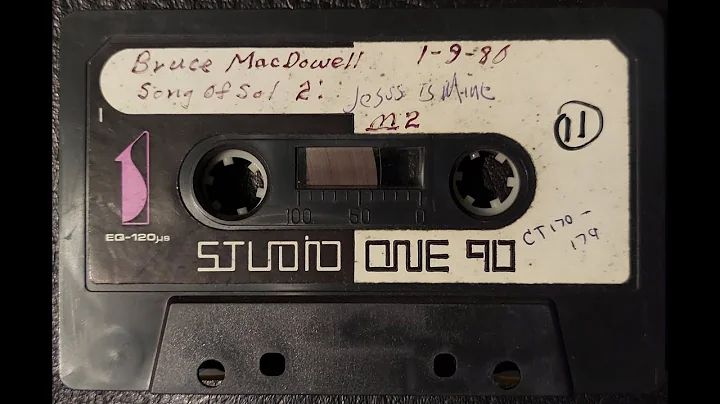 Bruce MacDowell 1-9-86
Song of Sol 2: Jesus is Mine
M2
11
1
EQ-120µs
100 50 0
CT170-
179
STUDIO ONE 90